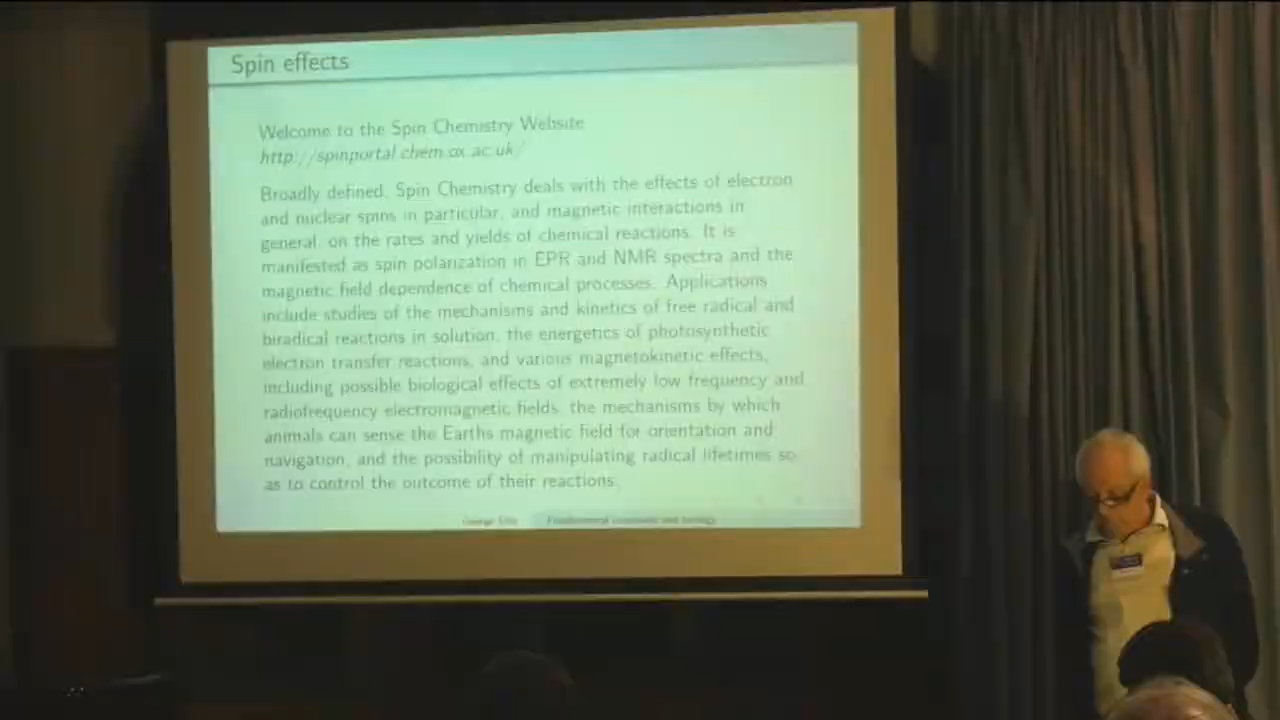 Spin effects
Welcome to the Spin Chemistry Website
http://spinportal.chem.ox.ac.uk/
Broadly defined, Spin Chemistry deals with the effects of electron
and nuclear spins in particular, and magnetic interactions in
general, on the rates and yields of chemical reactions. It is
manifested as spin polarization in EPR and NMR spectra and the
magnetic field dependence of chemical processes. Applications
include studies of the mechanisms and kinetics of free radical and
biradical reactions in solution, the energetics of photosynthetic
electron transfer reactions, and various magnetokinetic effects,
including possible biological effects of extremely low frequency and
radiofrequency electromagnetic fields, the mechanisms by which
animals can sense the Earths magnetic field for orientation and
navigation, and the possibility of manipulating radical lifetimes so
as to control the outcome of their reactions.
George Ellis